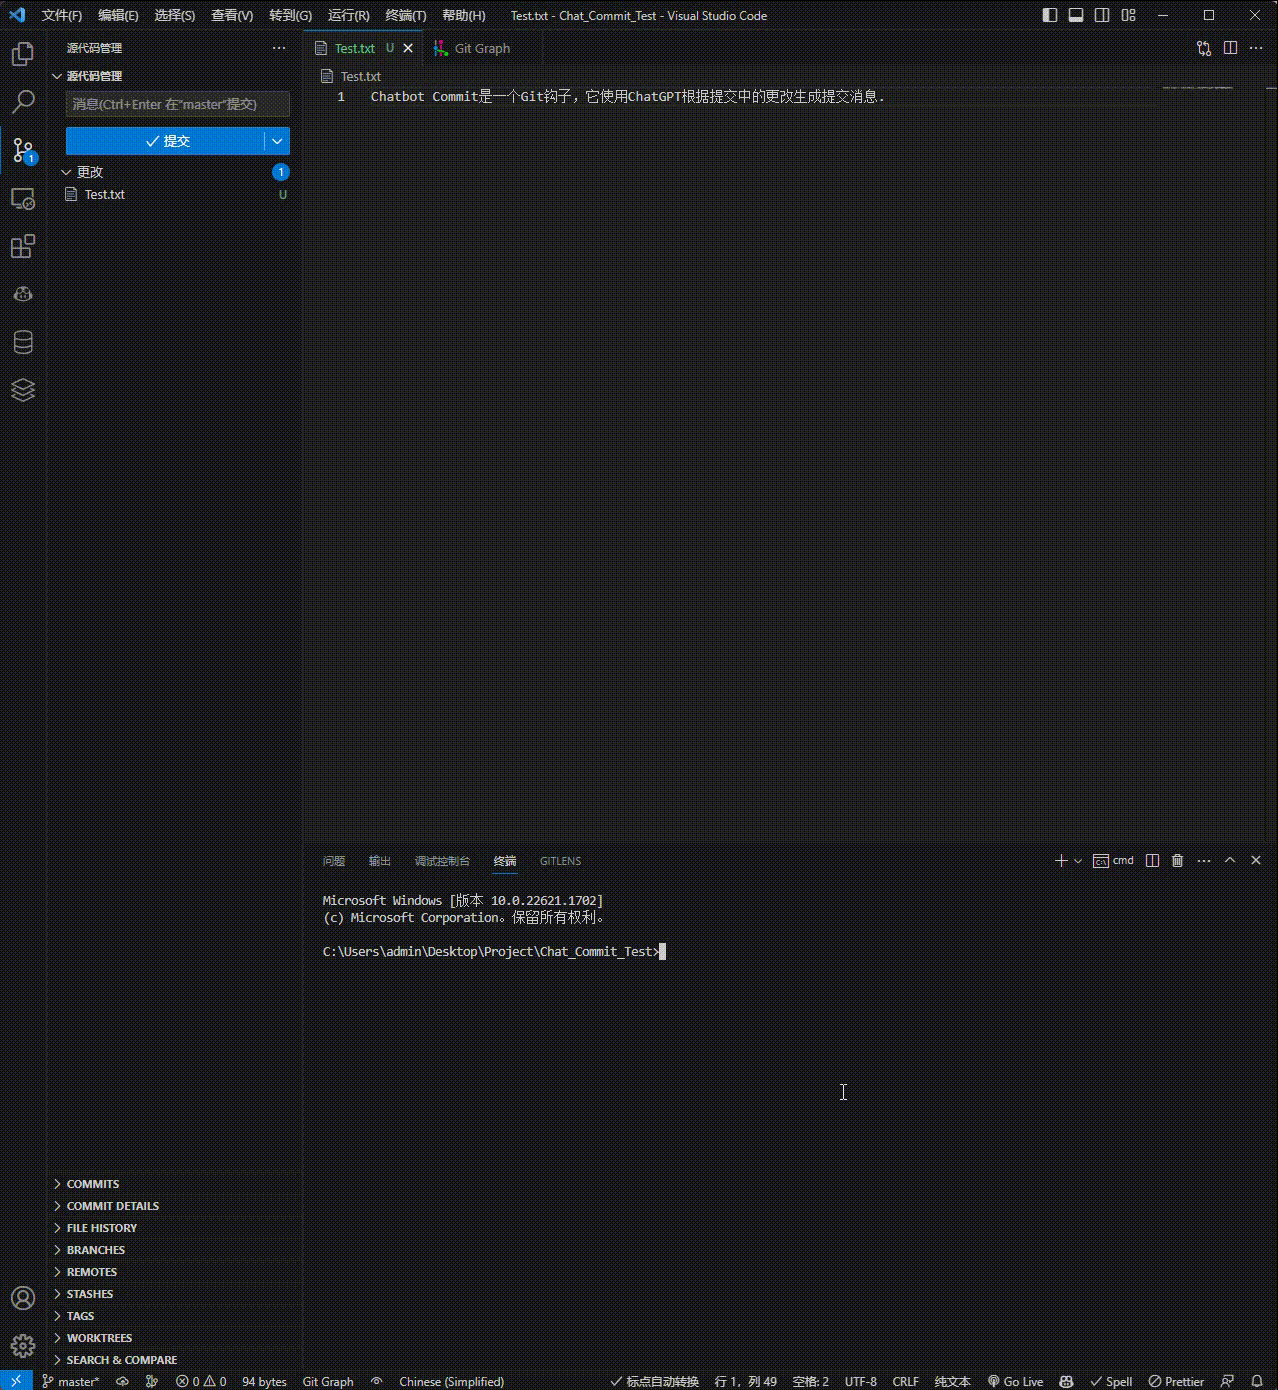 文件(F) 编辑(E) 选择(S) 查看(V) 转到(G) 运行(R) 终端(T) 帮助(H) Test.txt - Chat_Commit_Test - Visual Studio Code
源代码管理
Test.txt U Git Graph
源代码管理
Test.txt
消息(Ctrl+Enter 在"master"提交)
1 Chatbot Commit是一个Git钩子，它使用ChatGPT根据提交中的更改生成提交消息.
提交
1
更改 1
Test.txt U
问题 输出 调试控制台 终端 GITLENS cmd
Microsoft Windows [版本 10.0.22621.1702]
(c) Microsoft Corporation。保留所有权利。
C:\Users\admin\Desktop\Project\Chat_Commit_Test>
COMMITS
COMMIT DETAILS
FILE HISTORY
BRANCHES
REMOTES
STASHES
TAGS
WORKTREES
SEARCH & COMPARE
master* 0 0 94 bytes Git Graph Chinese (Simplified) 标点自动转换 行 1，列 49 空格: 2 UTF-8 CRLF 纯文本 Go Live Spell Prettier